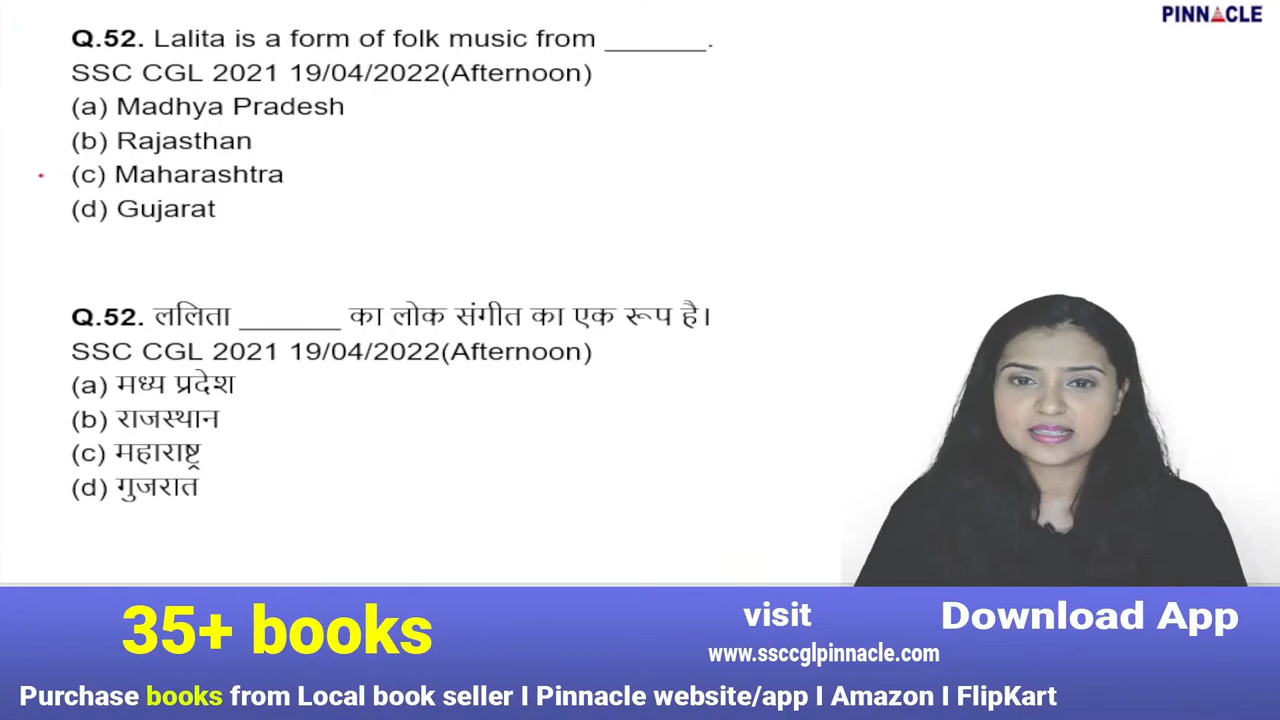 PINNACLE
Q.52. Lalita is a form of folk music from _______.
SSC CGL 2021 19/04/2022(Afternoon)
(a) Madhya Pradesh
(b) Rajasthan
(c) Maharashtra
(d) Gujarat
Q.52. ललिता _______ का लोक संगीत का एक रूप है।
SSC CGL 2021 19/04/2022(Afternoon)
(a) मध्य प्रदेश
(b) राजस्थान
(c) महाराष्ट्र
(d) गुजरात
35+ books
visit
www.ssccglpinnacle.com
Download App
Purchase books from Local book seller I Pinnacle website/app I Amazon I FlipKart